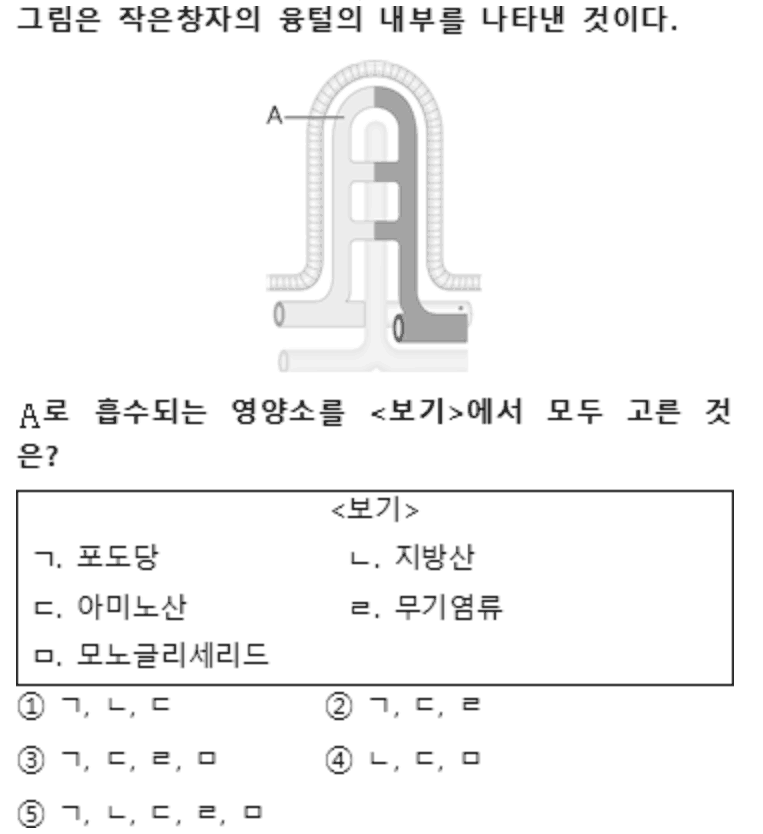 그림은 작은창자의 융털의 내부를 나타낸 것이다.
A
A로 흡수되는 영양소를 <보기>에서 모두 고른 것
은?
<보기>
ㄱ. 포도당 ㄴ. 지방산
ㄷ. 아미노산 ㄹ. 무기염류
ㅁ. 모노글리세리드
① ㄱ, ㄴ, ㄷ ② ㄱ, ㄷ, ㄹ
③ ㄱ, ㄷ, ㄹ, ㅁ ④ ㄴ, ㄷ, ㅁ
⑤ ㄱ, ㄴ, ㄷ, ㄹ, ㅁ